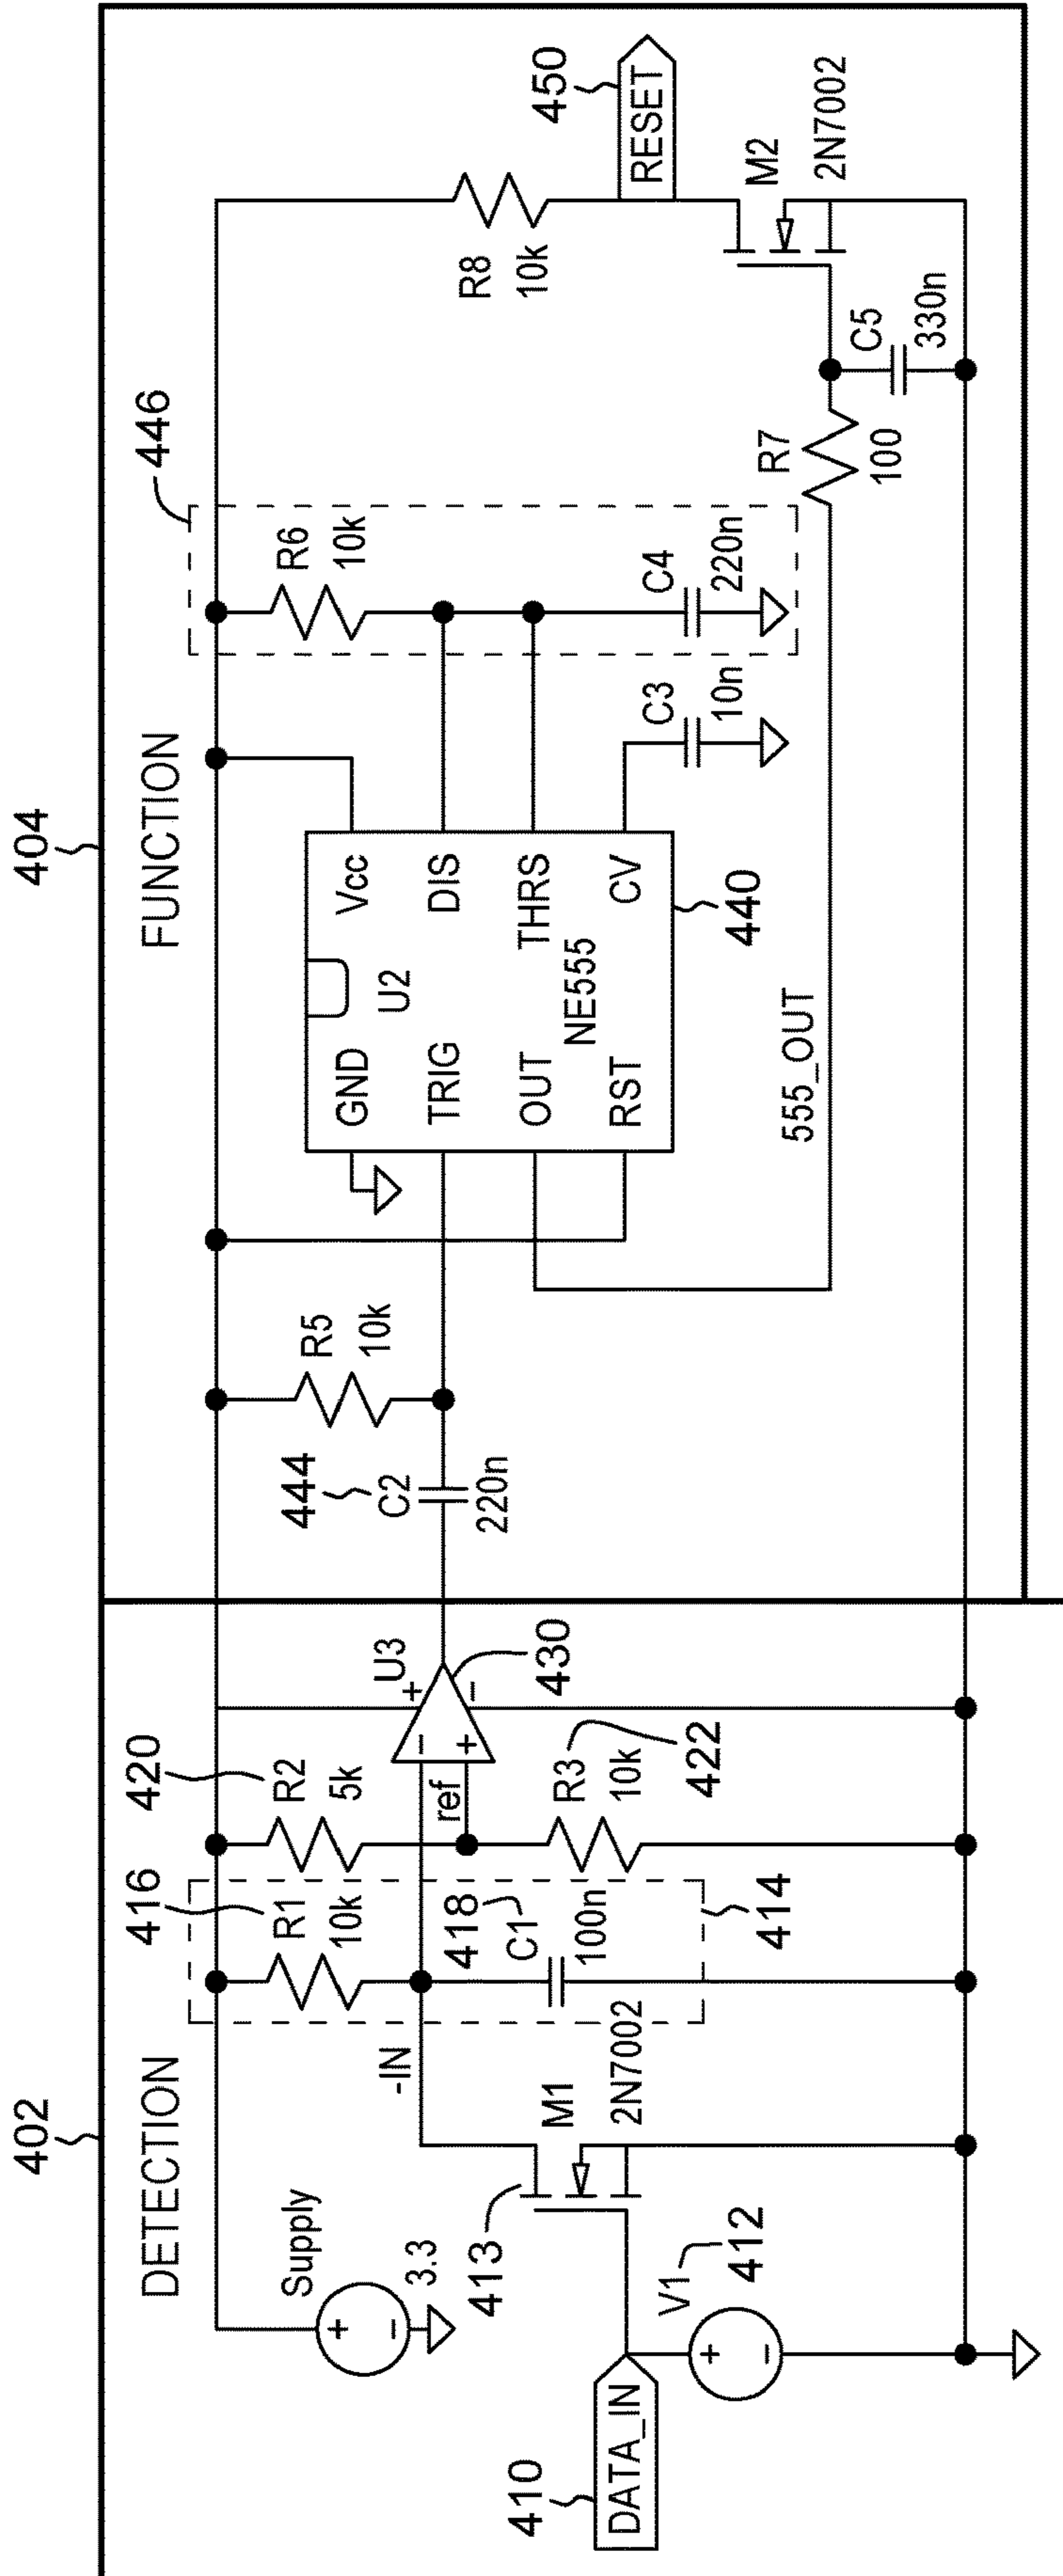 402
404
DETECTION
FUNCTION
Supply
+
−
3.3
410
DATA_IN
V1
412
+
−
413
M1
2N7002
-IN
416
R1
10k
418
C1
100n
414
420
R2
5k
ref
R3
10k
422
U3
+
−
−
+
430
444
C2
220n
R5
10k
GND
TRIG
OUT
RST
U2
NE555
Vcc
DIS
THRS
CV
440
555_OUT
C3
10n
446
R6
10k
C4
220n
R7
100
C5
330n
R8
10k
450
RESET
M2
2N7002